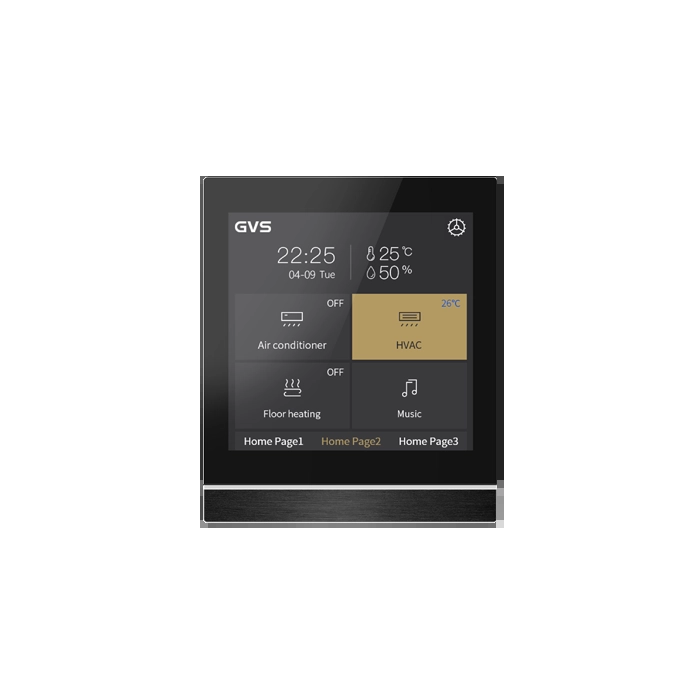 GVS
22:25
04-09 Tue
25℃
50%
OFF
Air conditioner
26℃
HVAC
OFF
Floor heating
Music
Home Page1 Home Page2 Home Page3